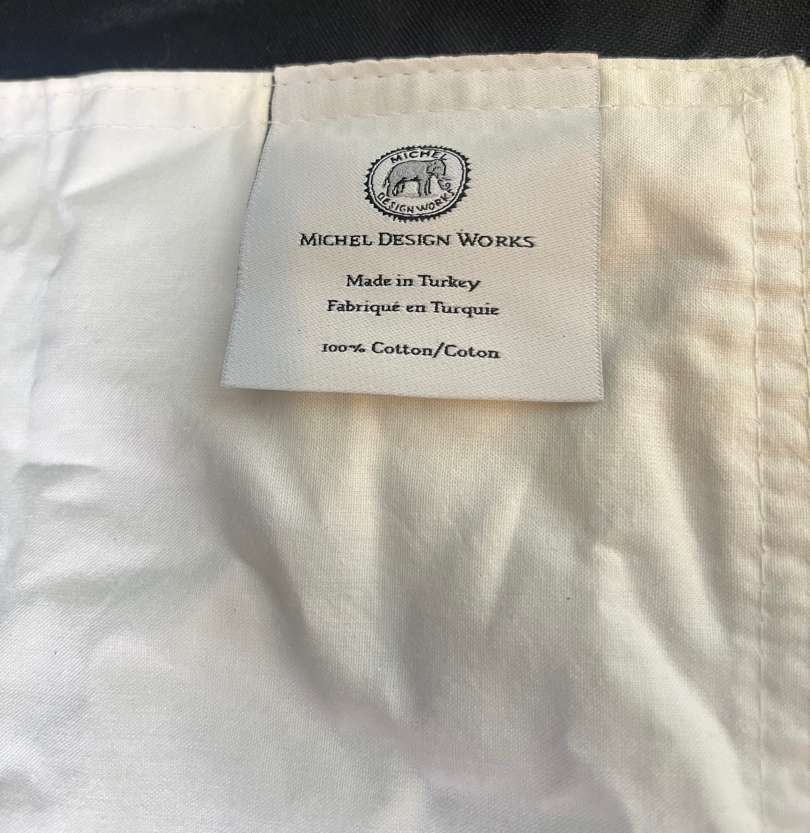 MICHEL
DESIGN WORKS
MICHEL DESIGN WORKS
Made in Turkey
Fabriqué en Turquie
100% Cotton/Coton